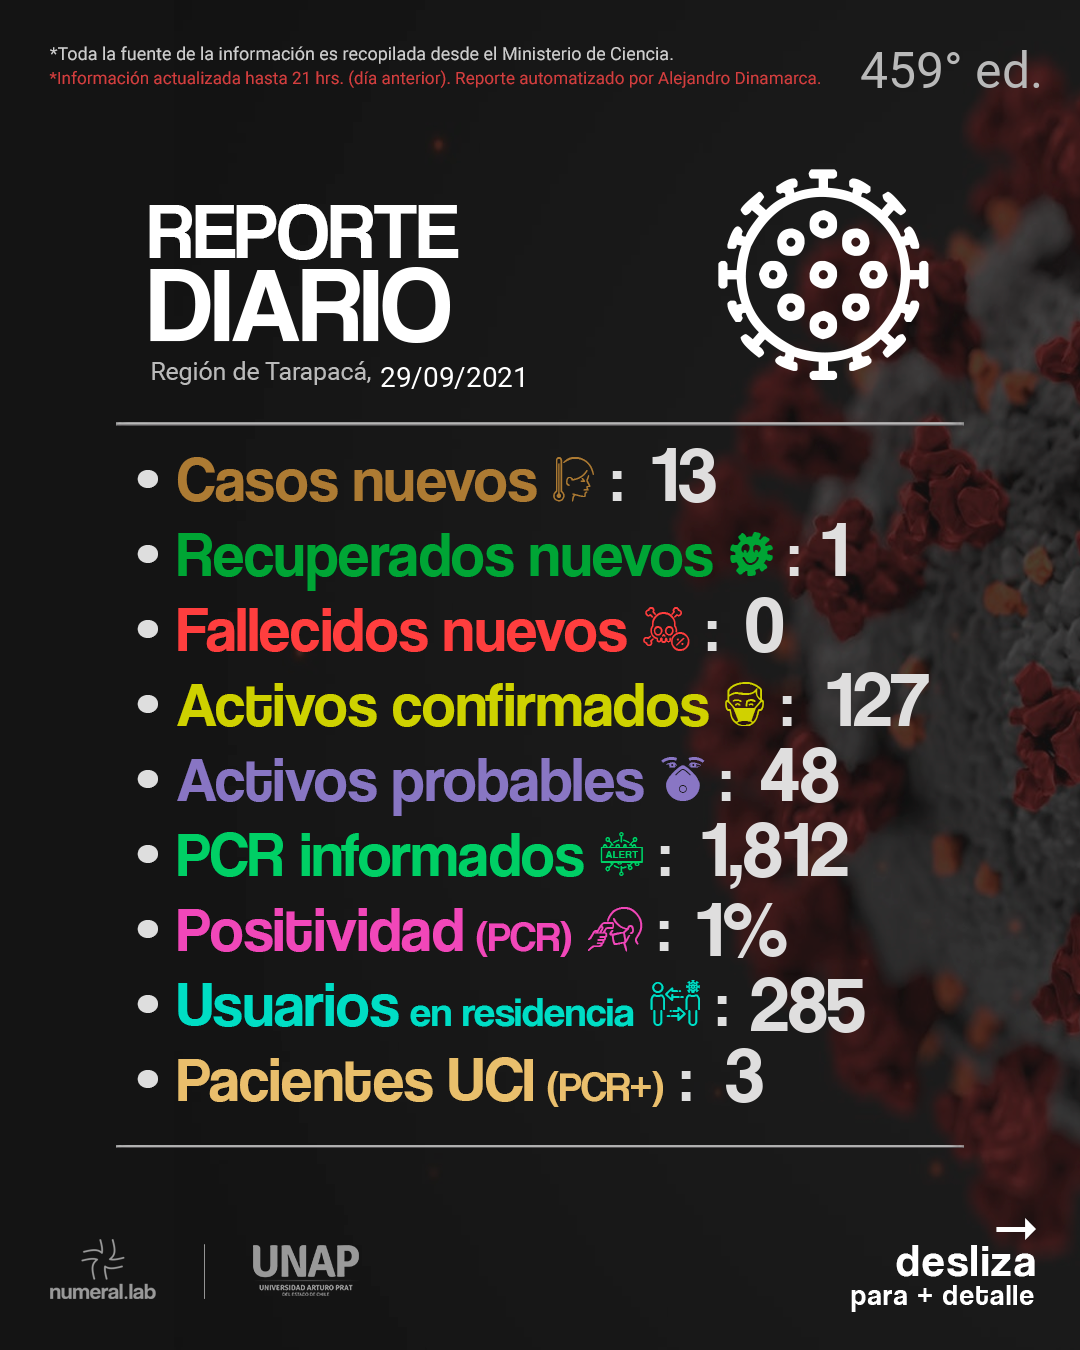 *Toda la fuente de la información es recopilada desde el Ministerio de Ciencia.
*Información actualizada hasta 21 hrs. (día anterior). Reporte automatizado por Alejandro Dinamarca.
459° ed.
REPORTE
DIARIO
Región de Tarapacá, 29/09/2021
• Casos nuevos : 13
• Recuperados nuevos : 1
• Fallecidos nuevos : 0
• Activos confirmados : 127
• Activos probables : 48
• PCR informados ALERT : 1,812
• Positividad (PCR) : 1%
• Usuarios en residencia : 285
• Pacientes UCI (PCR+) : 3
numeral.lab
UNAP
UNIVERSIDAD ARTURO PRAT
DEL ESTADO DE CHILE
desliza
para + detalle